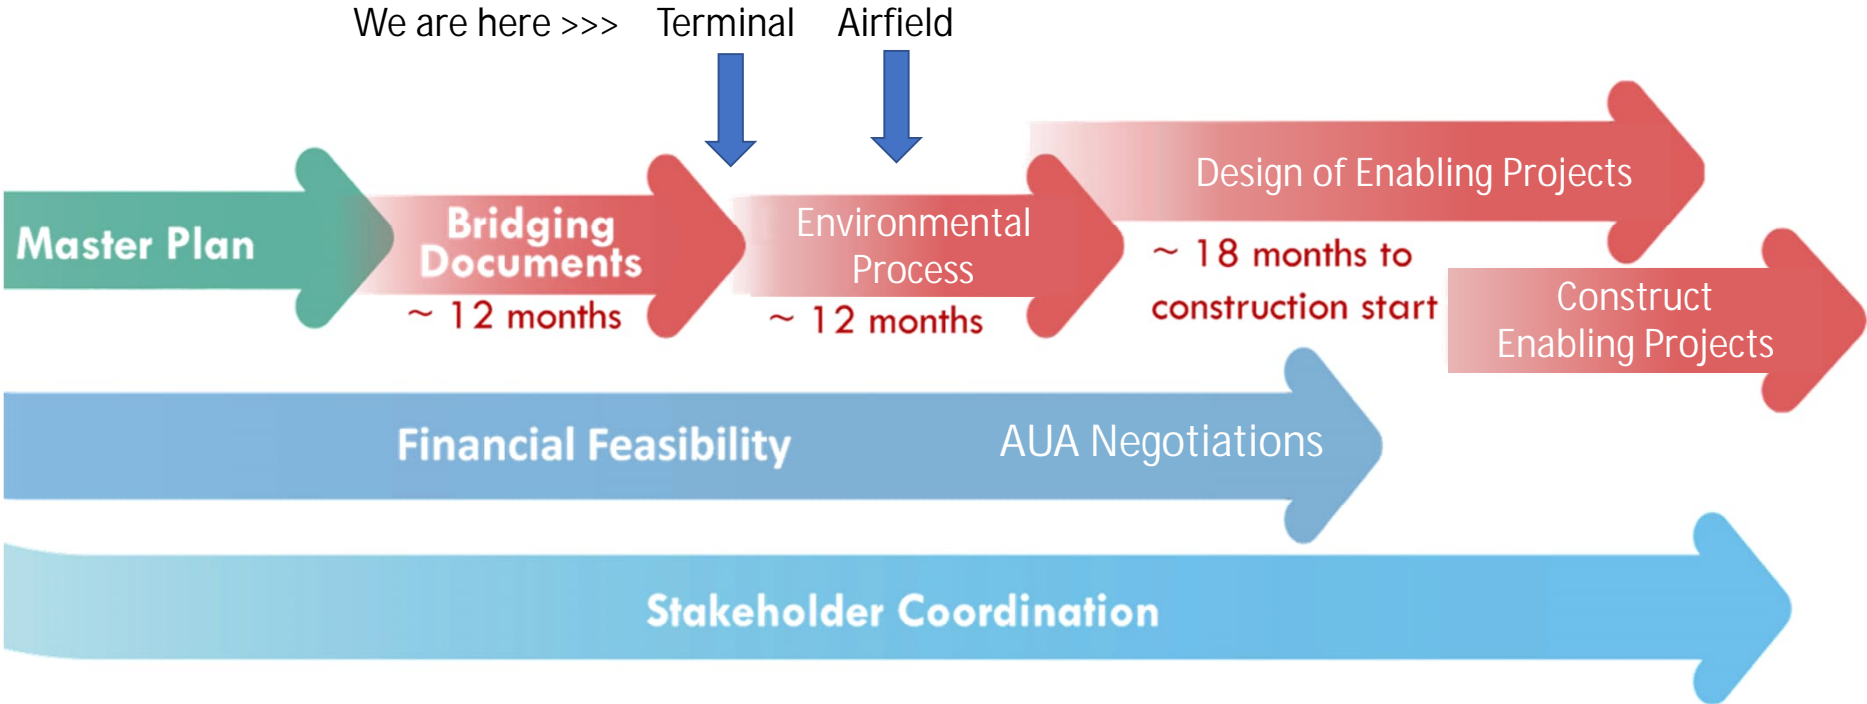 We are here >>> Terminal Airfield
Design of Enabling Projects
Master Plan
Bridging
Documents
~ 12 months
Environmental
Process
~ 12 months
~ 18 months to
construction start
Construct
Enabling Projects
Financial Feasibility
AUA Negotiations
Stakeholder Coordination